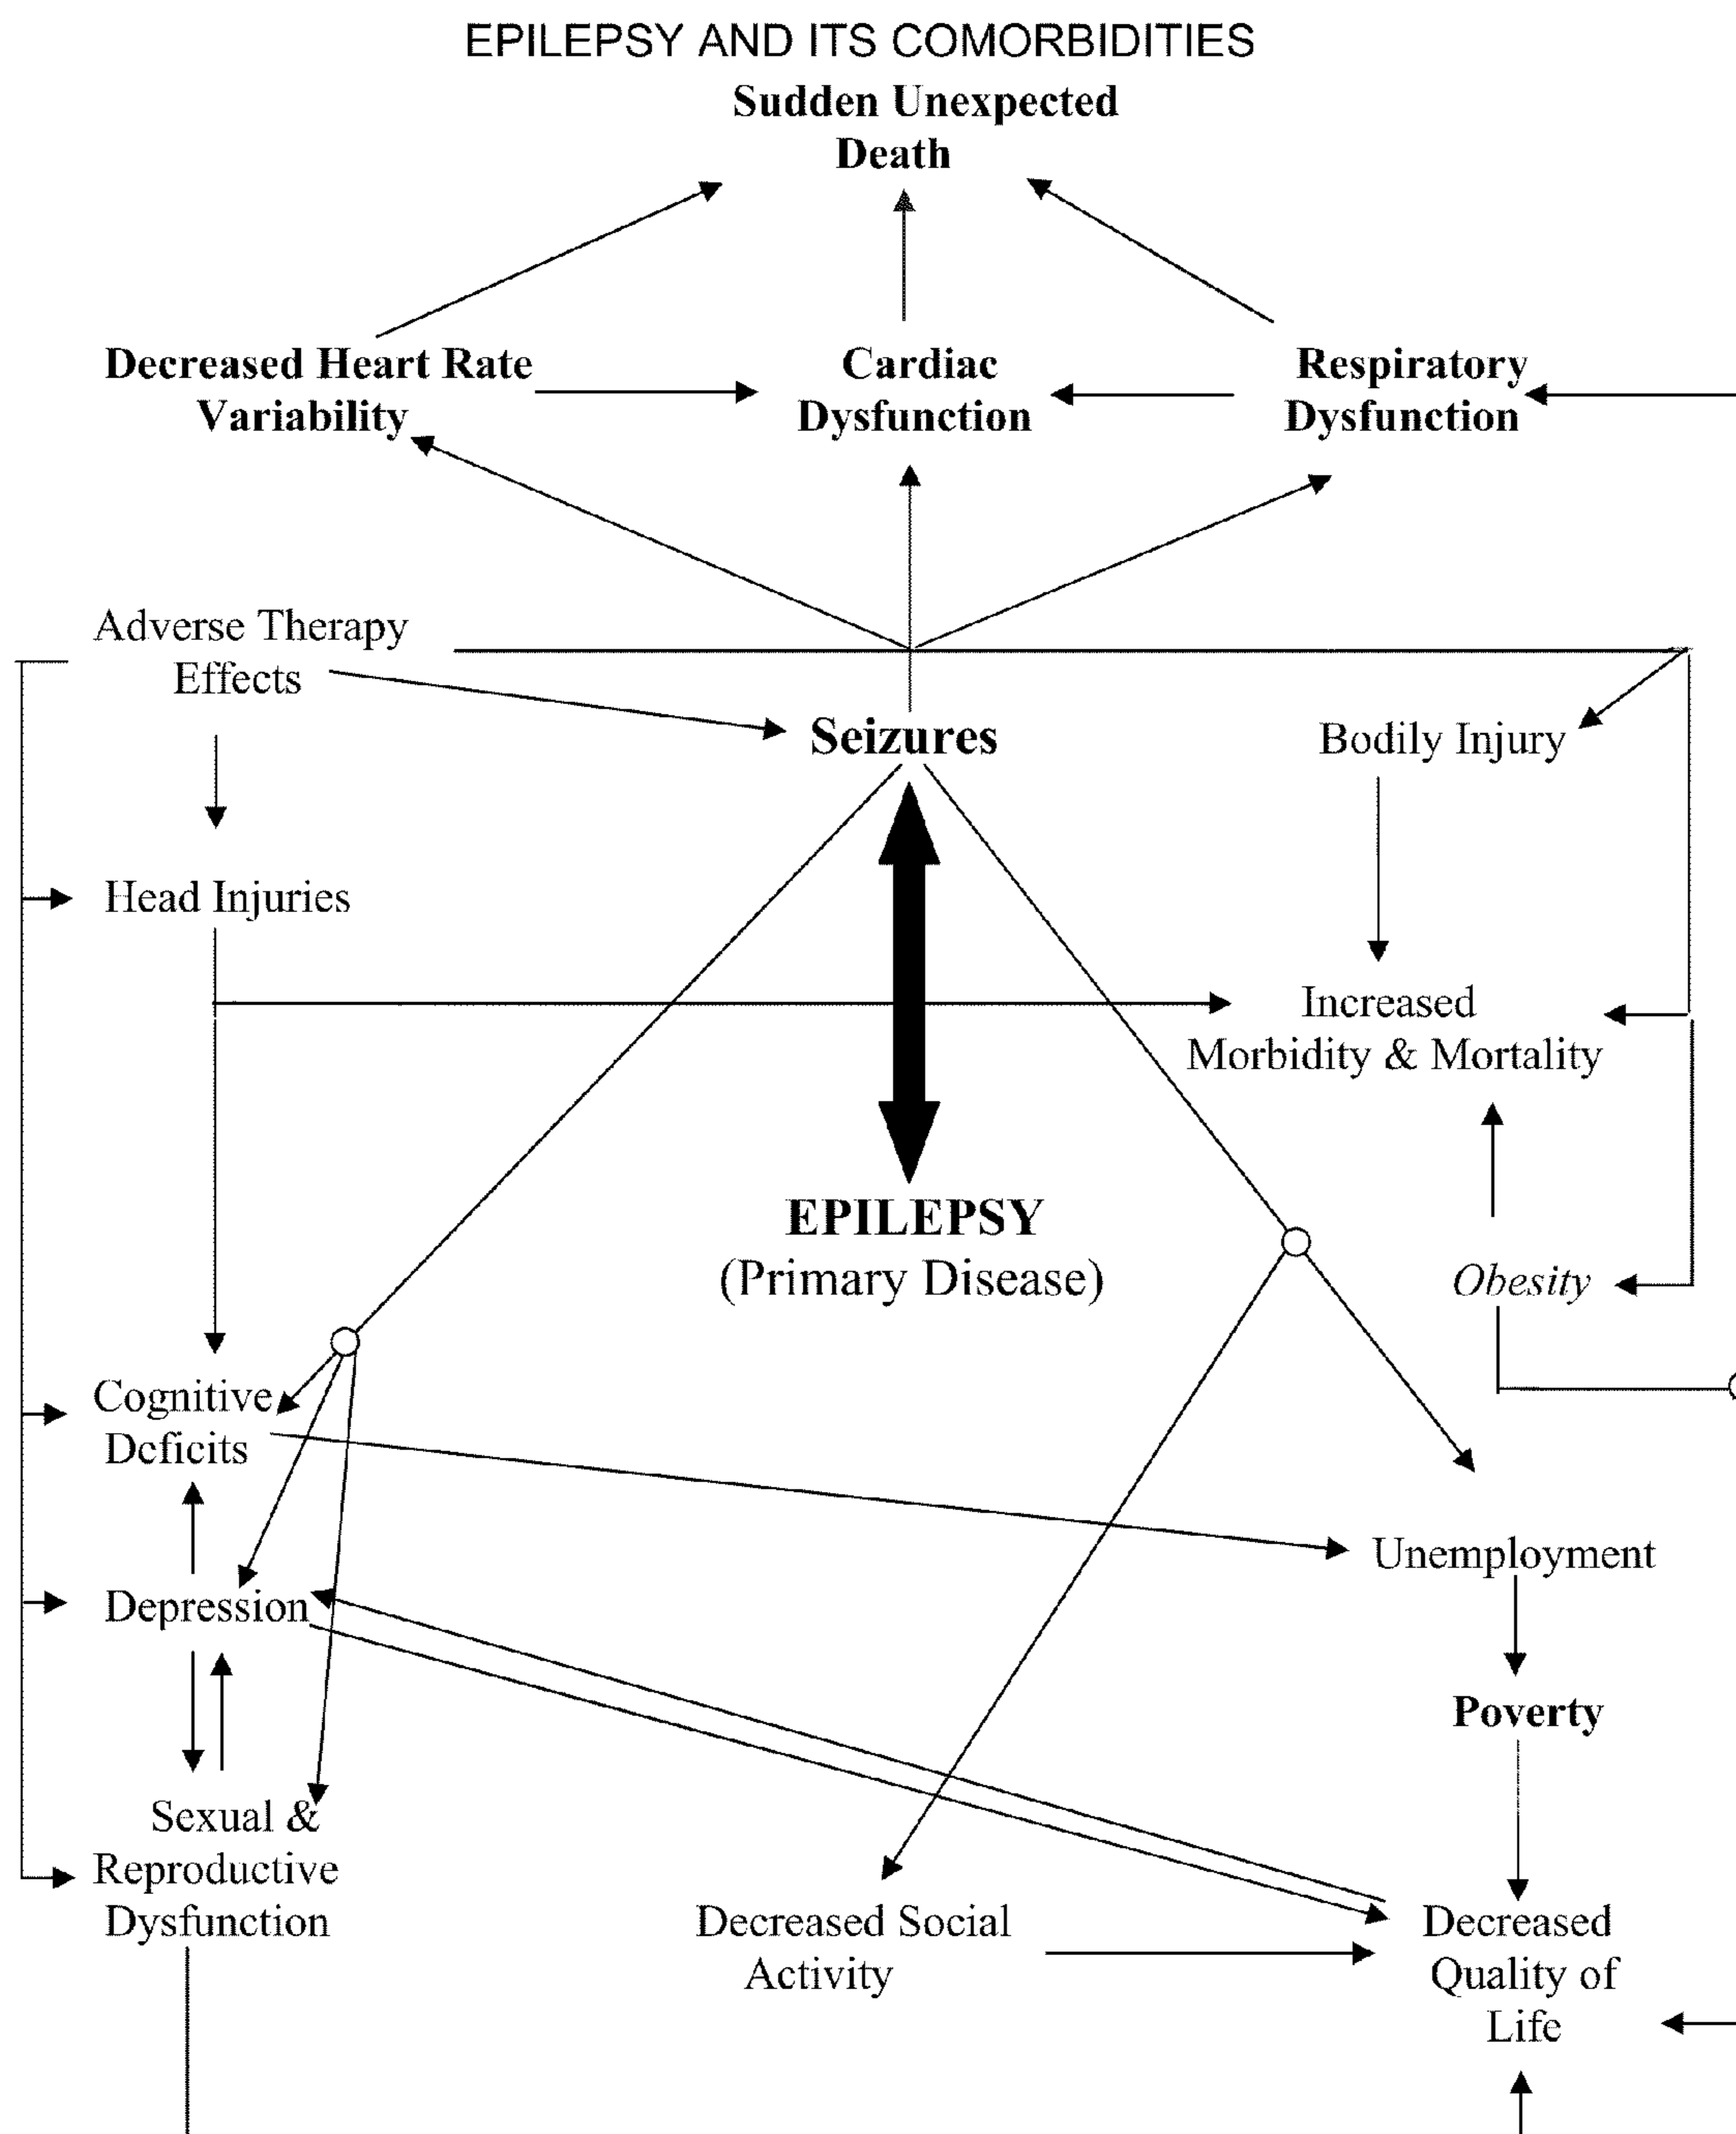 EPILEPSY AND ITS COMORBIDITIES
Sudden Unexpected
Death
Decreased Heart Rate
Variability
Cardiac
Dysfunction
Respiratory
Dysfunction
Adverse Therapy
Effects
Seizures
Bodily Injury
Head Injuries
Increased
Morbidity & Mortality
EPILEPSY
(Primary Disease)
Obesity
Cognitive
Deficits
Unemployment
Depression
Poverty
Sexual &
Reproductive
Dysfunction
Decreased Social
Activity
Decreased
Quality of
Life